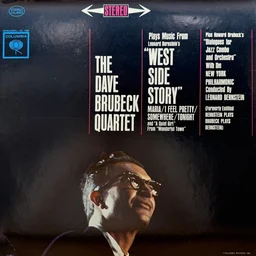 STEREO
COLUMBIA
THE
DAVE
BRUBECK
QUARTET
Plays Music From
Leonard Bernstein's
"WEST
SIDE
STORY"
MARIA/I FEEL PRETTY/
SOMEWHERE/TONIGHT
and "A Quiet Girl"
From "Wonderful Town"
Plus Howard Brubeck's
"Dialogues for
Jazz Combo
and Orchestra"
With the
NEW YORK
PHILHARMONIC
Conducted By
LEONARD BERNSTEIN
(Formerly Entitled
BERNSTEIN PLAYS
BRUBECK PLAYS
BERNSTEIN)